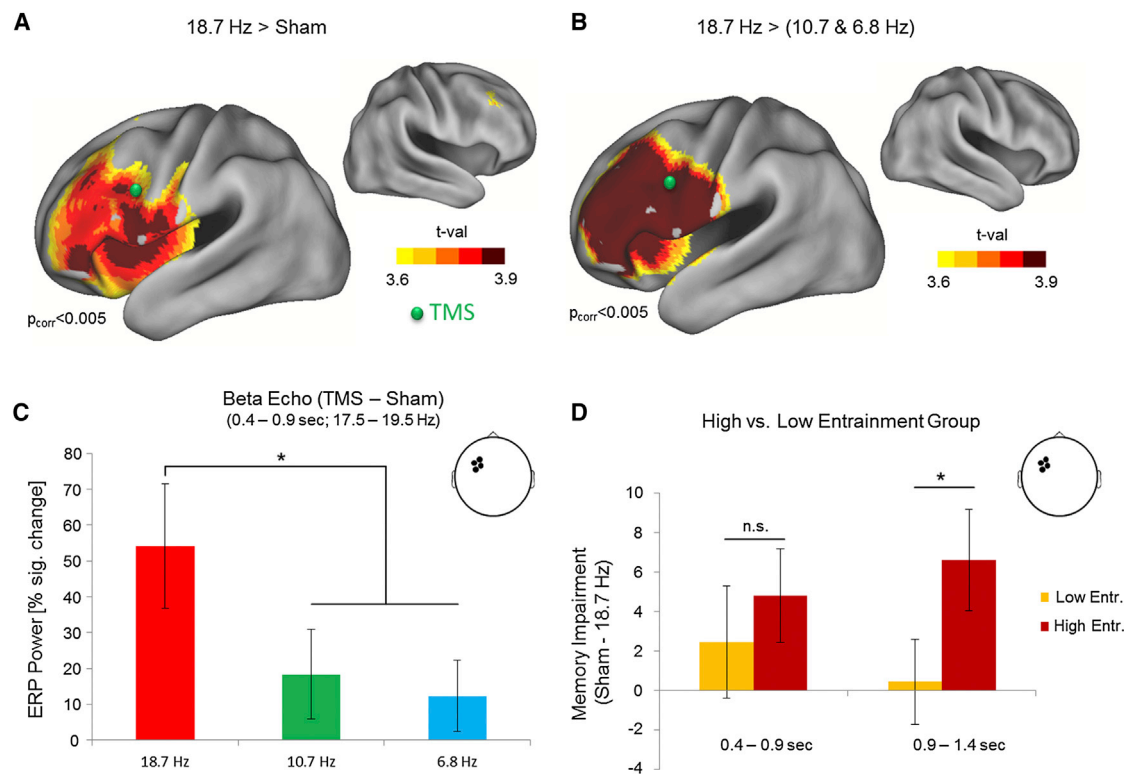 A
18.7 Hz > Sham
t-val
3.6 3.9
TMS
pcorr<0.005
B
18.7 Hz > (10.7 & 6.8 Hz)
t-val
3.6 3.9
pcorr<0.005
C
Beta Echo (TMS – Sham)
(0.4 – 0.9 sec; 17.5 – 19.5 Hz)
ERP Power [% sig. change]
80
70
60
50
40
30
20
10
0
*
18.7 Hz 10.7 Hz 6.8 Hz
D
High vs. Low Entrainment Group
Memory Impairment
(Sham - 18.7 Hz)
10
8
6
4
2
0
-2
-4
n.s.
*
0.4 – 0.9 sec 0.9 – 1.4 sec
Low Entr.
High Entr.